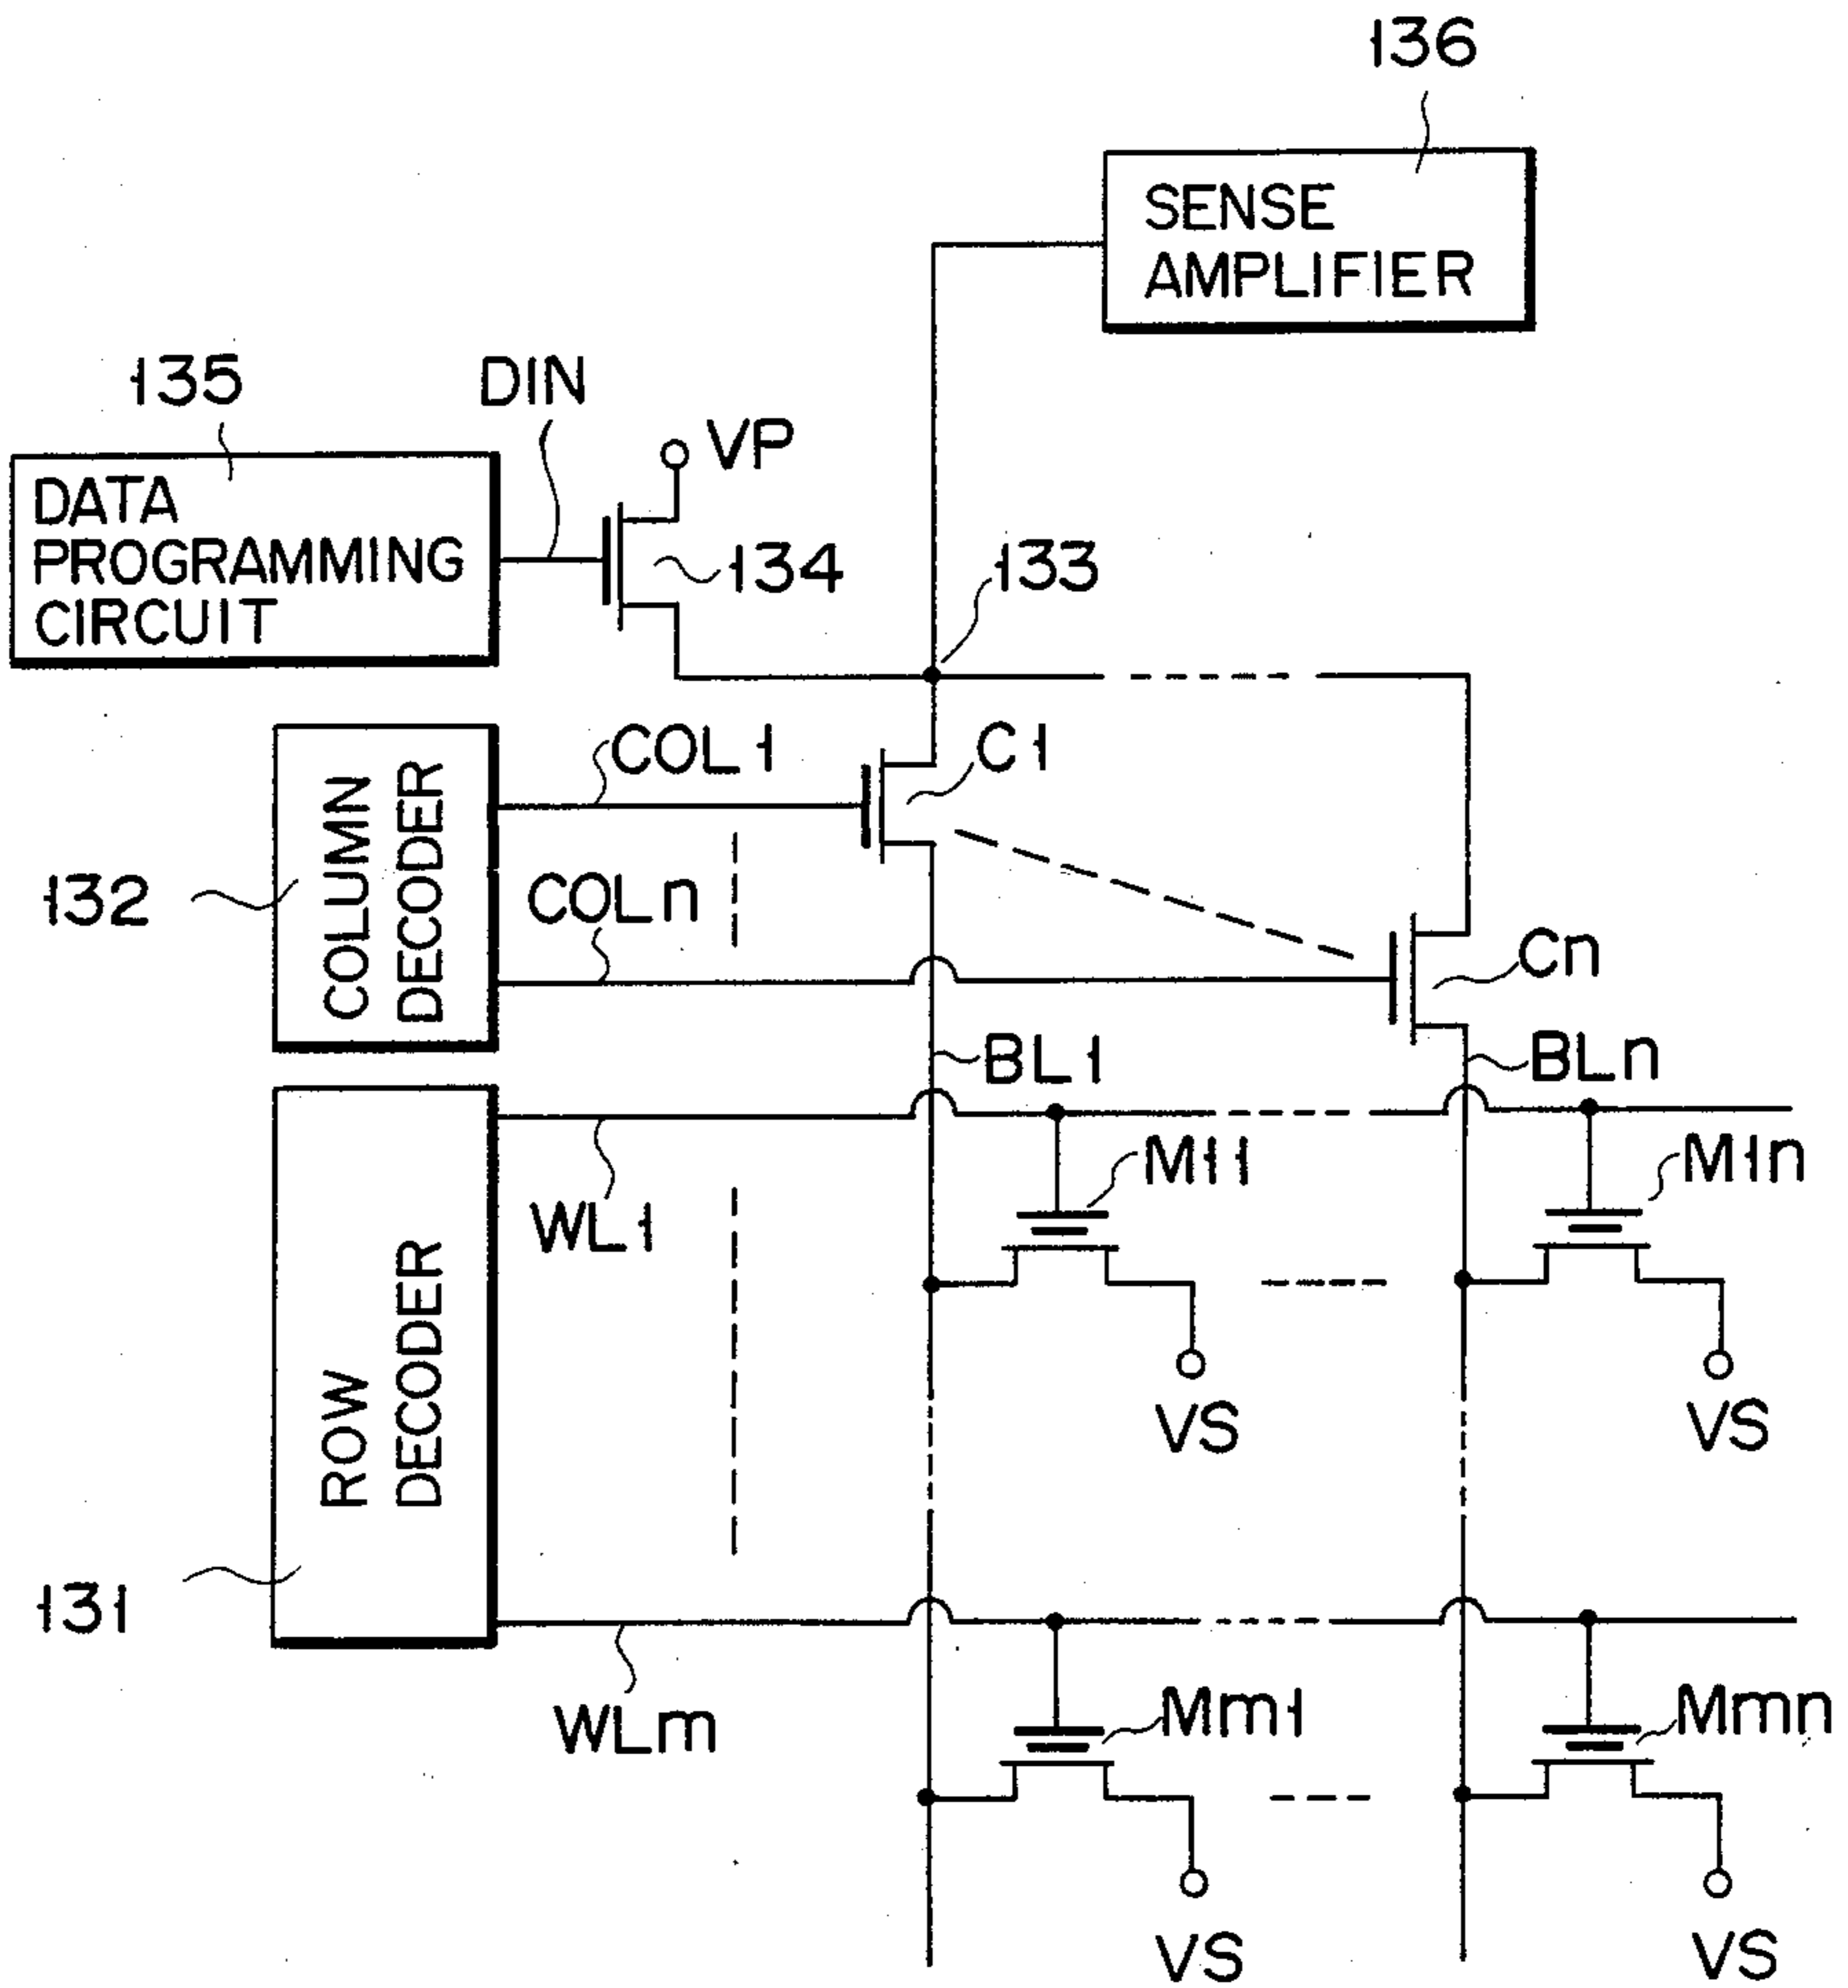 136
SENSE
AMPLIFIER
135
DIN
VP
DATA
PROGRAMMING
CIRCUIT
134
133
COL1
C1
COLUMN
DECODER
132
COLn
Cn
BL1
BLn
M11
M1n
WL1
ROW
DECODER
VS
VS
131
WLm
Mm1
Mmn
VS
VS